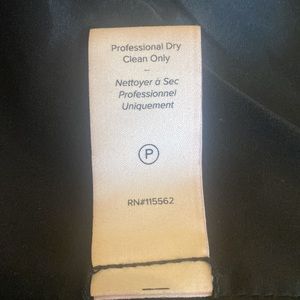 Professional Dry
Clean Only
–
Nettoyer à Sec
Professionnel
Uniquement
P
RN#115562